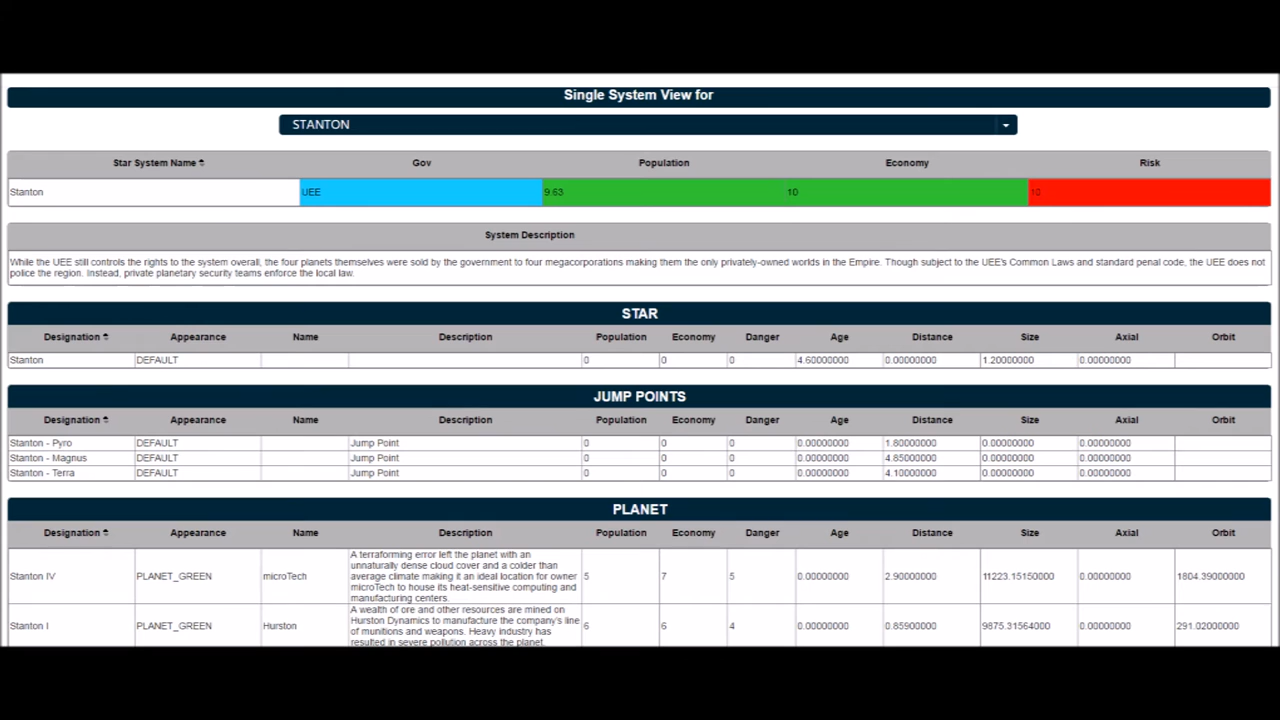 Single System View for
STANTON
Star System Name Gov Population Economy Risk
Stanton UEE 9.63 10 10
System Description
While the UEE still controls the rights to the system overall, the four planets themselves were sold by the government to four megacorporations making them the only privately-owned worlds in the Empire. Though subject to the UEE's Common Laws and standard penal code, the UEE does not
police the region. Instead, private planetary security teams enforce the local law.
STAR
Designation Appearance Name Description Population Economy Danger Age Distance Size Axial Orbit
Stanton DEFAULT 0 0 0 4.60000000 0.00000000 1.20000000 0.00000000
JUMP POINTS
Designation Appearance Name Description Population Economy Danger Age Distance Size Axial Orbit
Stanton - Pyro DEFAULT Jump Point 0 0 0 0.00000000 1.80000000 0.00000000 0.00000000
Stanton - Magnus DEFAULT Jump Point 0 0 0 0.00000000 4.85000000 0.00000000 0.00000000
Stanton - Terra DEFAULT Jump Point 0 0 0 0.00000000 4.10000000 0.00000000 0.00000000
PLANET
Designation Appearance Name Description Population Economy Danger Age Distance Size Axial Orbit
A terraforming error left the planet with an
unnaturally dense cloud cover and a colder
Stanton IV PLANET_GREEN microTech average climate making it an ideal location for owner 5 7 5 0.00000000 2.90000000 11223.15150000 0.00000000 1804.39000000
microTech to house its heat-sensitive computing and
manufacturing centers.
A wealth of ore and other resources are mined on
Hurston Dynamics to manufacture the company's line
Stanton I PLANET_GREEN Hurston of munitions and weapons. Heavy industry has 6 6 4 0.00000000 0.85900000 9875.31564000 0.00000000 291.02000000
resulted in severe pollution across the planet.